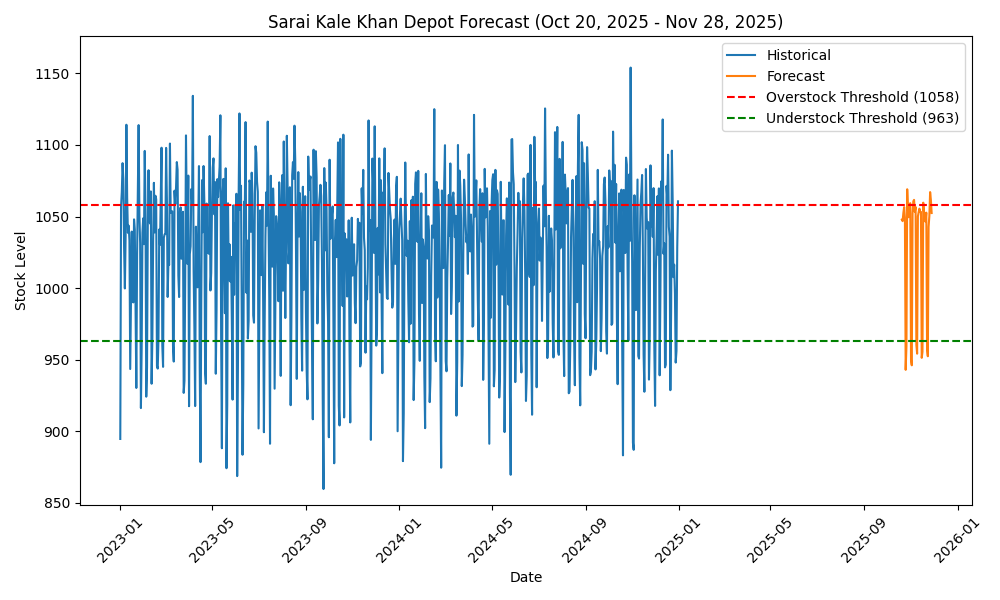 Sarai Kale Khan Depot Forecast (Oct 20, 2025 - Nov 28, 2025)
Historical
Forecast
Overstock Threshold (1058)
Understock Threshold (963)
Stock Level
1150
1100
1050
1000
950
900
850
2023-01
2023-05
2023-09
2024-01
2024-05
2024-09
2025-01
2025-05
2025-09
2026-01
Date